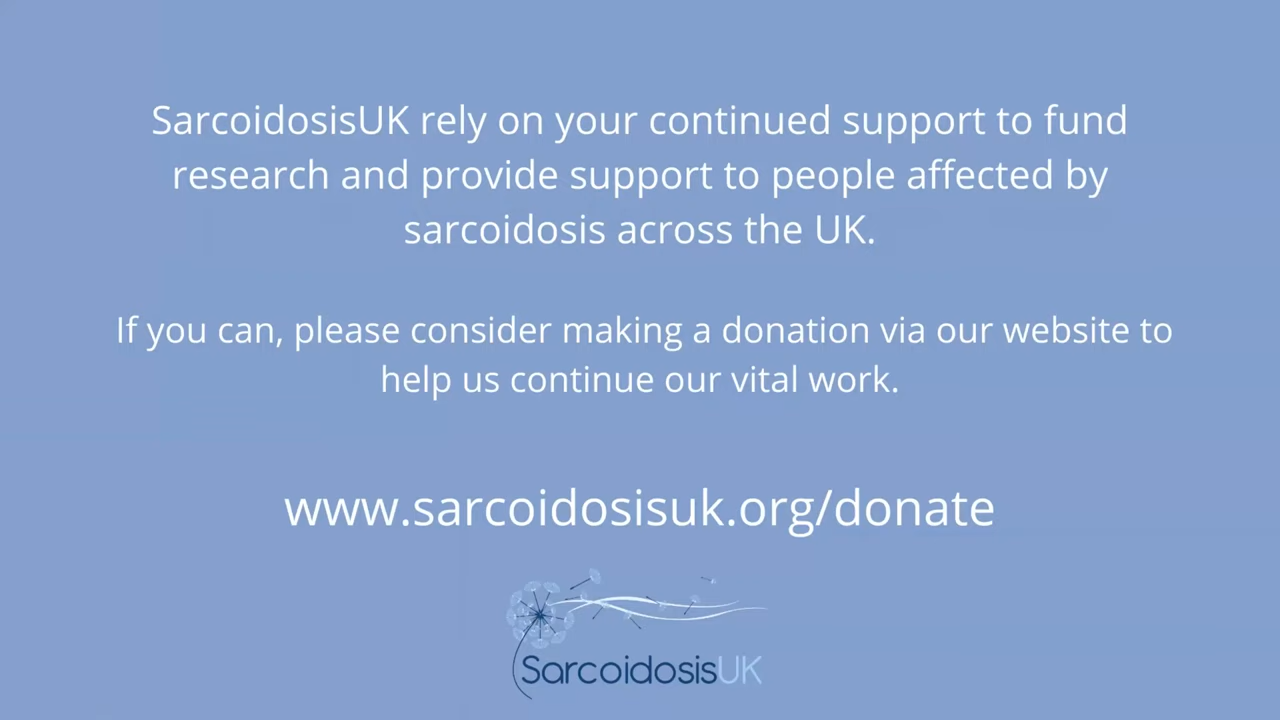 SarcoidosisUK rely on your continued support to fund
research and provide support to people affected by
sarcoidosis across the UK.
If you can, please consider making a donation via our website to
help us continue our vital work.
www.sarcoidosisuk.org/donate
SarcoidosisUK